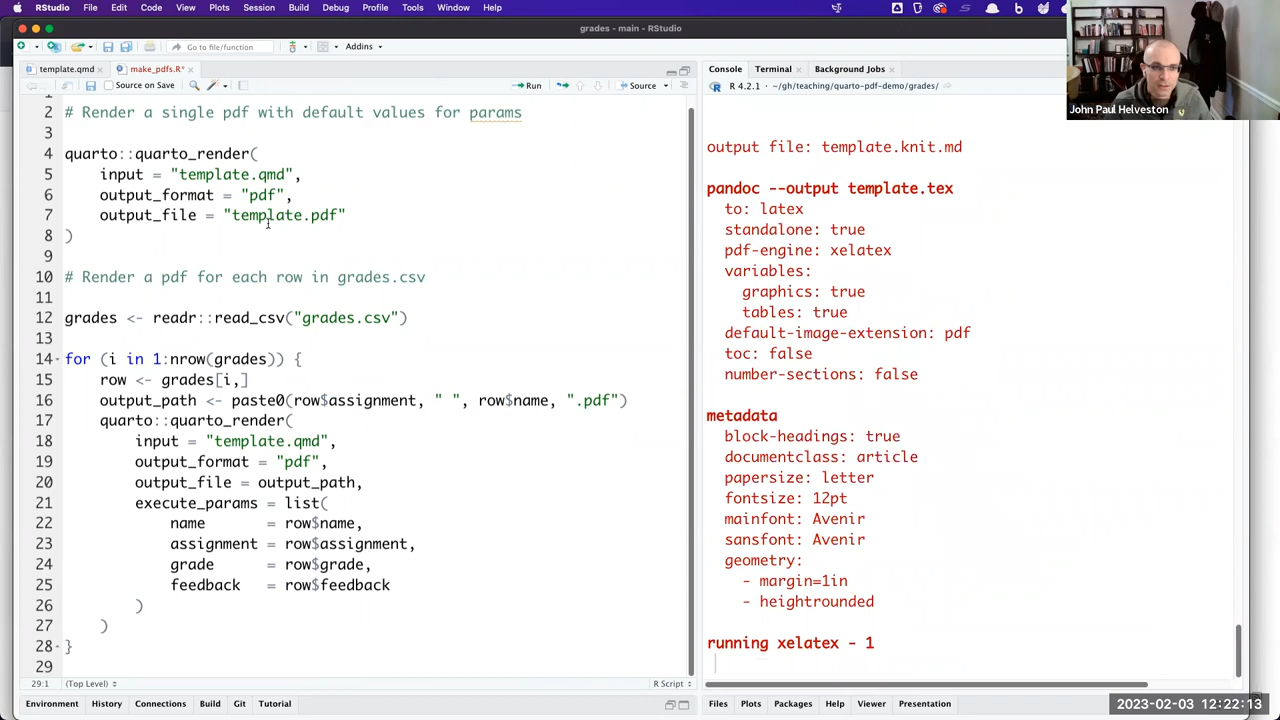 RStudio File Edit Code View Plots Session Build Debug Profile Tools Window Help
grades - main - RStudio
Go to file/function Addins
template.qmd make_pdfs.R*
Source on Save Run Source
2 # Render a single pdf with default values for params
3
4 quarto::quarto_render(
5 input = "template.qmd",
6 output_format = "pdf",
7 output_file = "template.pdf"
8 )
9
10 # Render a pdf for each row in grades.csv
11
12 grades <- readr::read_csv("grades.csv")
13
14 for (i in 1:nrow(grades)) {
15 row <- grades[i,]
16 output_path <- paste0(row$assignment, " ", row$name, ".pdf")
17 quarto::quarto_render(
18 input = "template.qmd",
19 output_format = "pdf",
20 output_file = output_path,
21 execute_params = list(
22 name = row$name,
23 assignment = row$assignment,
24 grade = row$grade,
25 feedback = row$feedback
26 )
27 )
28 }
29
29:1 (Top Level) R Script
Environment History Connections Build Git Tutorial
Console Terminal Background Jobs
R 4.2.1 · ~/gh/teaching/quarto-pdf-demo/grades/
output file: template.knit.md
pandoc --output template.tex
to: latex
standalone: true
pdf-engine: xelatex
variables:
graphics: true
tables: true
default-image-extension: pdf
toc: false
number-sections: false
metadata
block-headings: true
documentclass: article
papersize: letter
fontsize: 12pt
mainfont: Avenir
sansfont: Avenir
geometry:
- margin=1in
- heightrounded
running xelatex - 1
Files Plots Packages Help Viewer Presentation
John Paul Helveston
2023-02-03 12:22:13